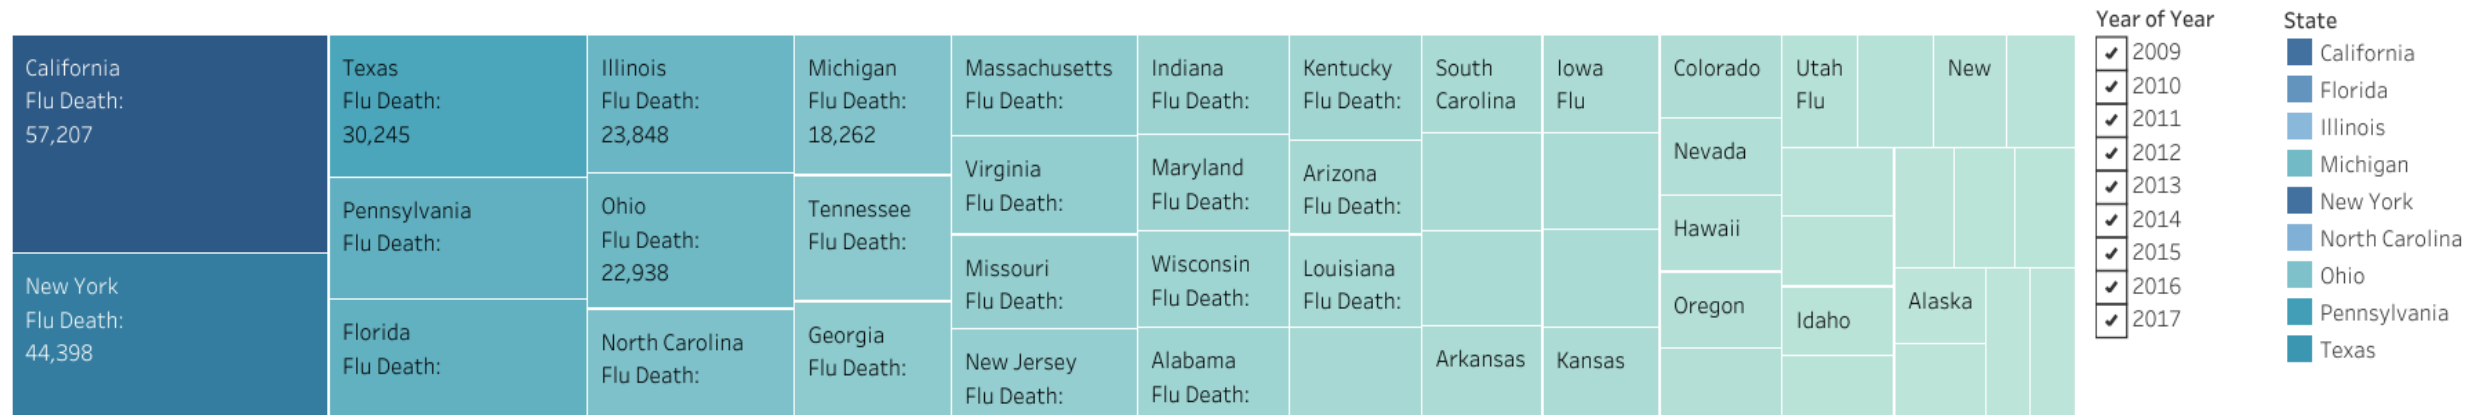 California
Flu Death:
57,207
New York
Flu Death:
44,398
Texas
Flu Death:
30,245
Pennsylvania
Flu Death:
Florida
Flu Death:
Illinois
Flu Death:
23,848
Ohio
Flu Death:
22,938
North Carolina
Flu Death:
Michigan
Flu Death:
18,262
Tennessee
Flu Death:
Georgia
Flu Death:
Massachusetts
Flu Death:
Virginia
Flu Death:
Missouri
Flu Death:
New Jersey
Flu Death:
Indiana
Flu Death:
Maryland
Flu Death:
Wisconsin
Flu Death:
Alabama
Flu Death:
Kentucky
Flu Death:
Arizona
Flu Death:
Louisiana
Flu Death:
South
Carolina
Arkansas
Iowa
Flu
Kansas
Colorado
Nevada
Hawaii
Oregon
Utah
Flu
Idaho
New
Alaska
Year of Year
2009
2010
2011
2012
2013
2014
2015
2016
2017
State
California
Florida
Illinois
Michigan
New York
North Carolina
Ohio
Pennsylvania
Texas